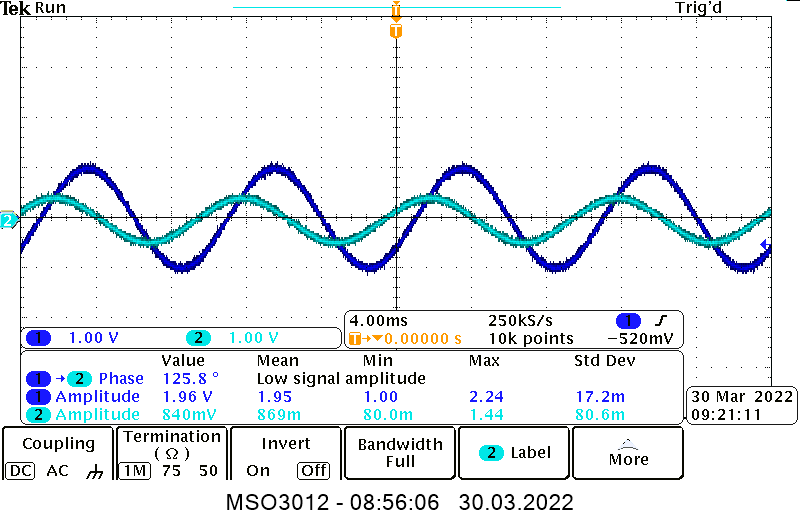 Tek Run Trig'd
T
T
2
1 1.00 V 2 1.00 V
4.00ms 250kS/s 1
T→▼0.00000 s 10k points −520mV
Value Mean Min Max Std Dev
1 → 2 Phase 125.8 ° Low signal amplitude
1 Amplitude 1.96 V 1.95 1.00 2.24 17.2m
2 Amplitude 840mV 869m 80.0m 1.44 80.6m
30 Mar 2022
09:21:11
Coupling
DC AC
Termination
(Ω)
1M 75 50
Invert
On Off
Bandwidth
Full
2 Label
More
MSO3012 - 08:56:06 30.03.2022